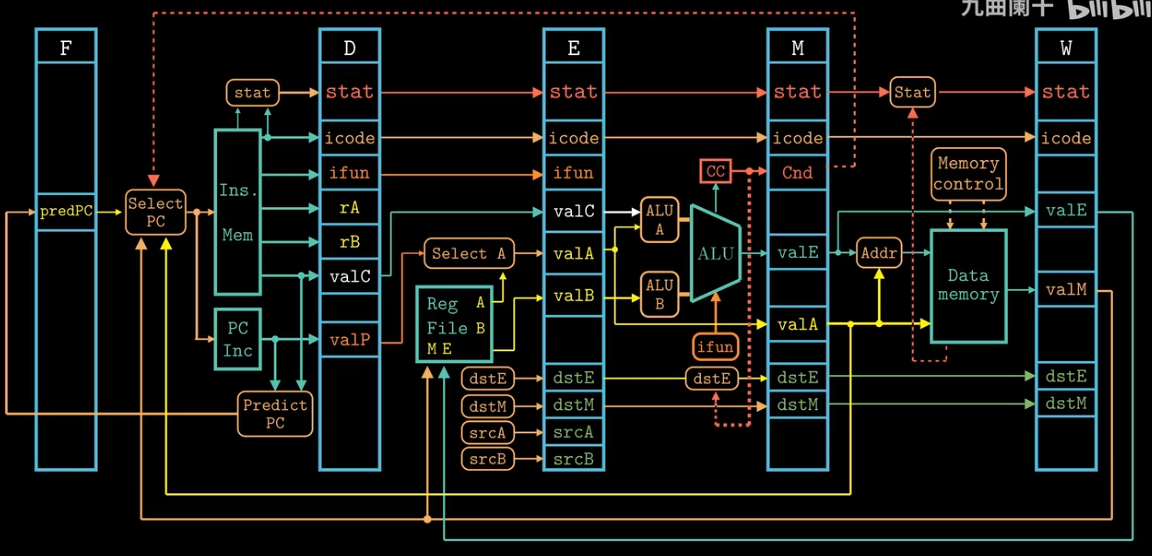 九曲阑干 bilibili
F
D
E
M
W
stat
stat
stat
stat
Stat
stat
icode
icode
icode
icode
Memory
control
Ins.
Mem
ifun
ifun
CC
Cnd
predPC
Select
PC
rA
valC
ALU
A
valE
rB
Select A
valA
ALU
valE
Addr
Data
memory
valC
Reg
File
A
B
M E
valB
ALU
B
valM
PC
Inc
valP
ifun
valA
dstE
dstE
dstE
dstE
dstE
Predict
PC
dstM
dstM
dstM
dstM
srcA
srcA
srcB
srcB